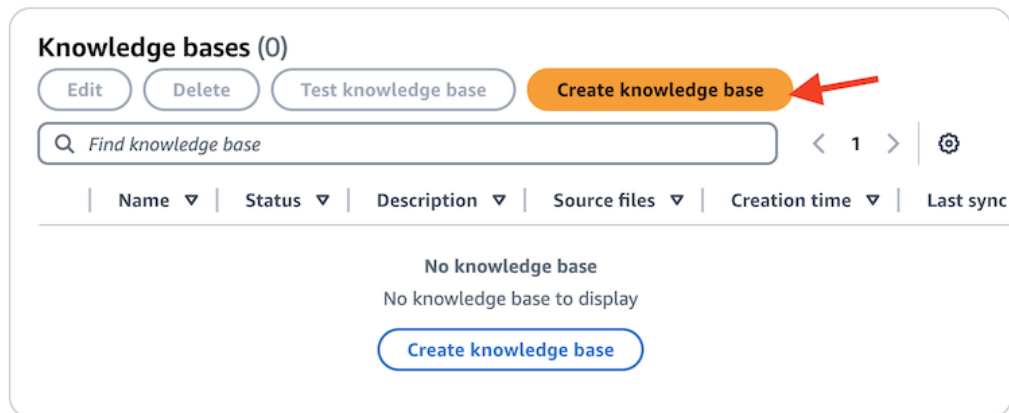 Knowledge bases (0)
Edit Delete Test knowledge base Create knowledge base
Find knowledge base 1
Name Status Description Source files Creation time Last sync
No knowledge base
No knowledge base to display
Create knowledge base